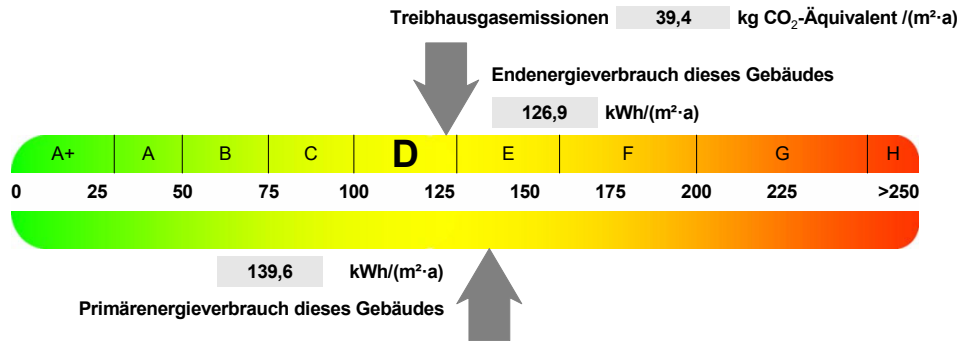 Treibhausgasemissionen 39,4 kg CO₂-Äquivalent /(m²·a)
Endenergieverbrauch dieses Gebäudes
126,9 kWh/(m²·a)
A+ A B C D E F G H
0 25 50 75 100 125 150 175 200 225 >250
139,6 kWh/(m²·a)
Primärenergieverbrauch dieses Gebäudes